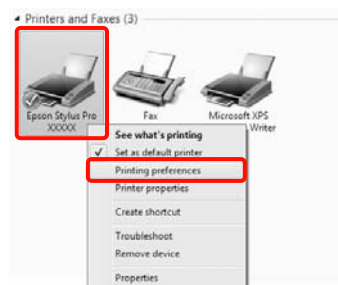 Printers and Faxes (3)
Epson Stylus Pro
XXXXX
Fax
Microsoft XPS
Writer
See what's printing
Set as default printer
Printing preferences
Printer properties
Create shortcut
Troubleshoot
Remove device
Properties